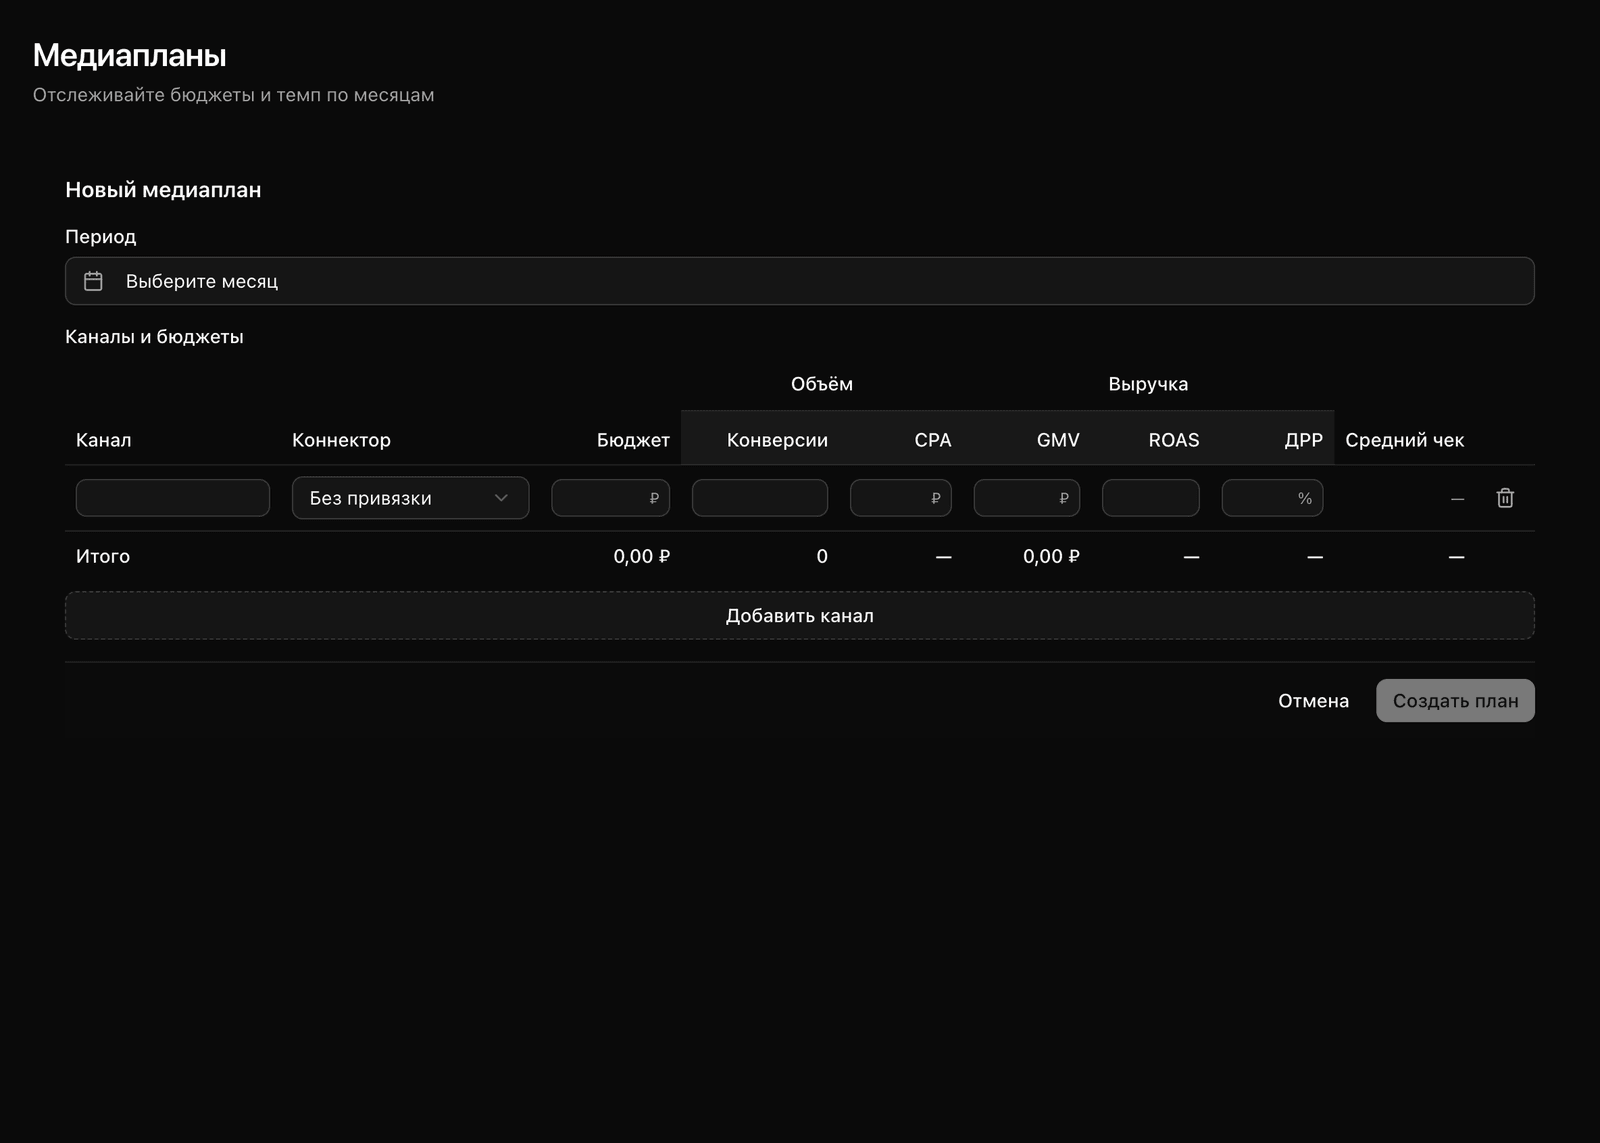 Медиапланы
Отслеживайте бюджеты и темп по месяцам
Новый медиаплан
Период
Выберите месяц
Каналы и бюджеты
Объём Выручка
Канал Коннектор Бюджет Конверсии CPA GMV ROAS ДРР Средний чек
Без привязки ₽ ₽ ₽ % —
Итого 0,00 ₽ 0 — 0,00 ₽ — — —
Добавить канал
Отмена Создать план